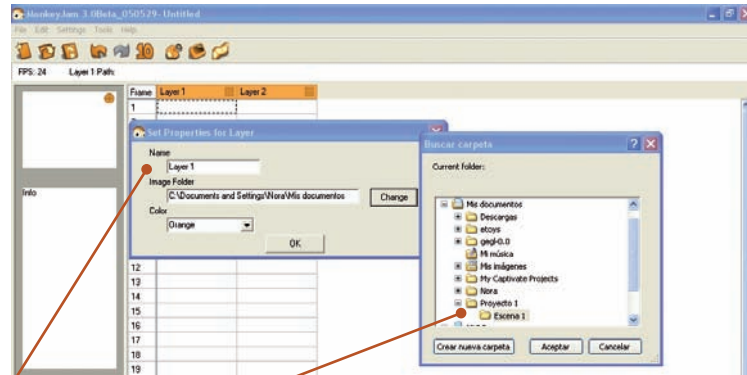 MonkeyJam 3.0Beta_050529- Untitled
File Edit Settings Tools Help
FPS: 24 Layer 1 Path:
Frame Layer 1 Layer 2
1
Set Properties for Layer
Name
Layer 1
Image Folder
C:\Documents and Settings\Nora\Mis documentos Change
Color
Orange
OK
Info
12
13
14
15
16
17
18
19
Buscar carpeta
Current folder:
Mis documentos
Descargas
etoys
gegl-0.0
Mi música
Mis imágenes
My Captivate Projects
Nora
Proyecto 1
Escena 1
Crear nueva carpeta Aceptar Cancelar